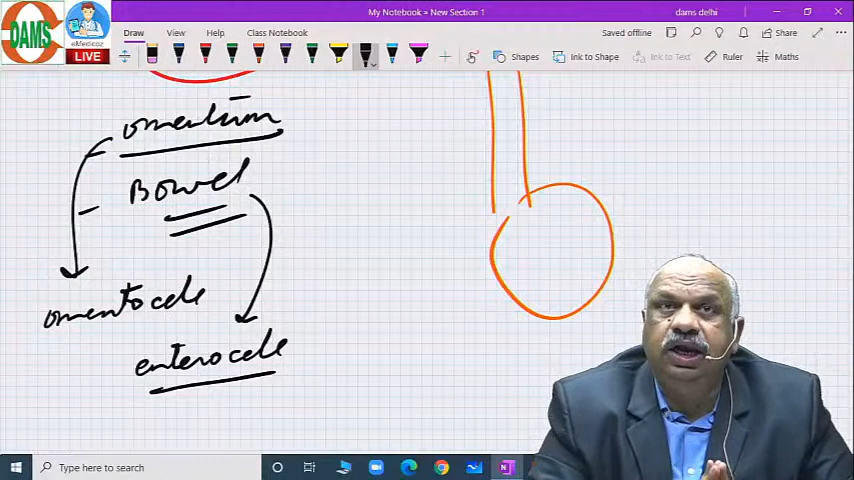 My Notebook » New Section 1
dams delhi
DAMS
eMedicoz
LIVE
Draw
View
Help
Class Notebook
Saved offline
Share
Shapes
Ink to Shape
Ink to Text
Ruler
Maths
omentum
Bowel
omentocele
enterocele
Type here to search